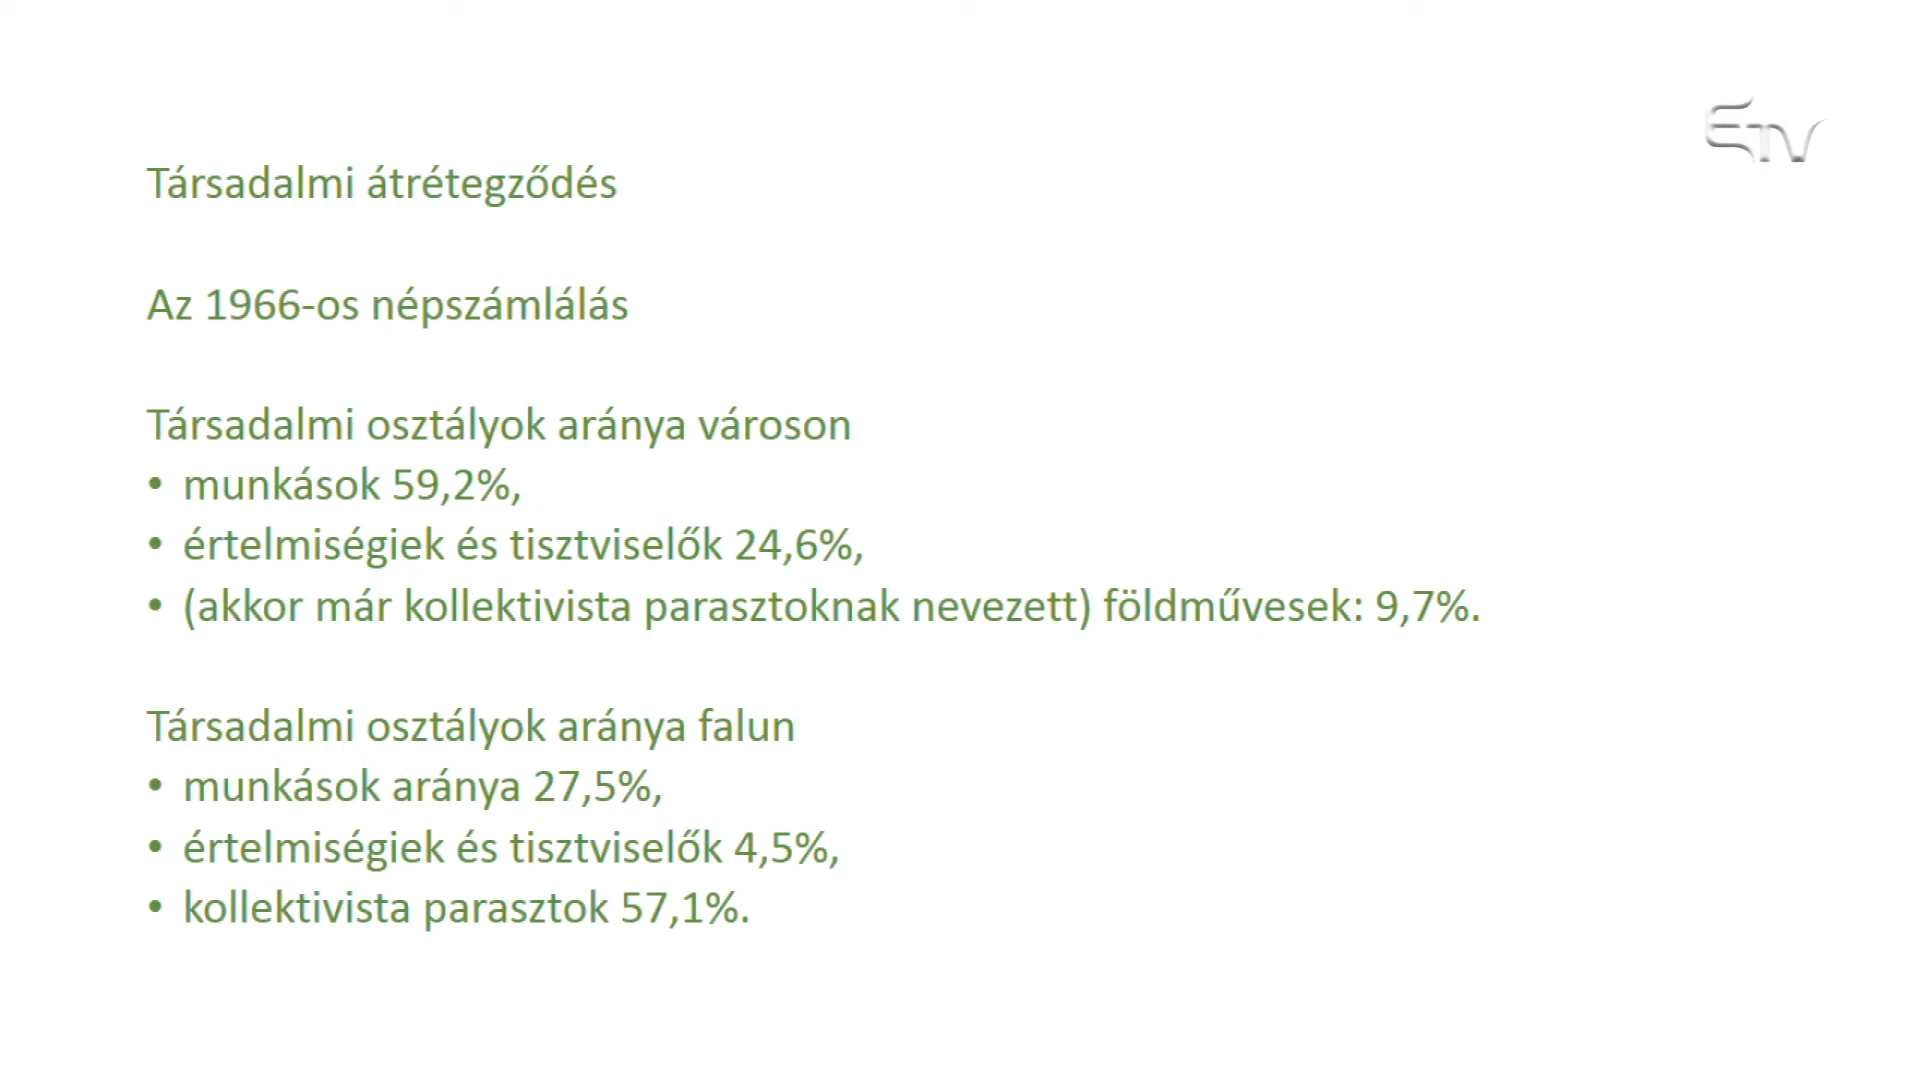 ETV
Társadalmi átrétegződés
Az 1966-os népszámlálás
Társadalmi osztályok aránya városon
• munkások 59,2%,
• értelmiségiek és tisztviselők 24,6%,
• (akkor már kollektivista parasztoknak nevezett) földművesek: 9,7%.
Társadalmi osztályok aránya falun
• munkások aránya 27,5%,
• értelmiségiek és tisztviselők 4,5%,
• kollektivista parasztok 57,1%.